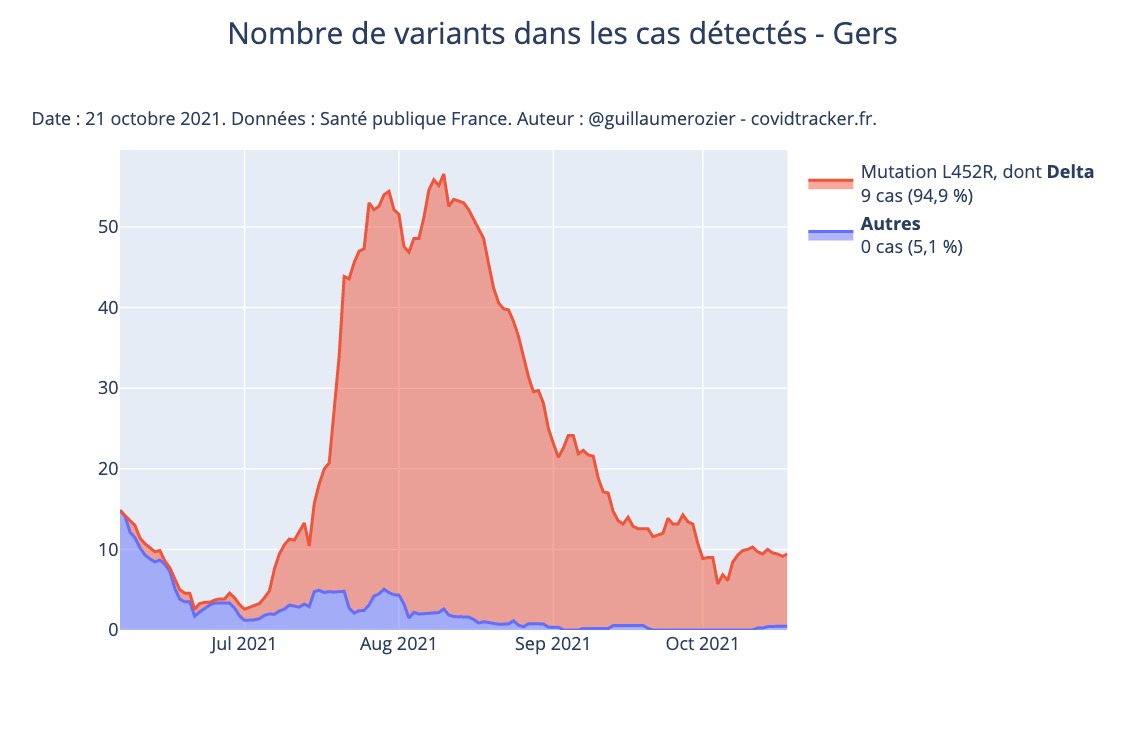 Nombre de variants dans les cas détectés - Gers
Date : 21 octobre 2021. Données : Santé publique France. Auteur : @guillaumerozier - covidtracker.fr.
Mutation L452R, dont Delta
9 cas (94,9 %)
Autres
0 cas (5,1 %)
50
40
30
20
10
0
Jul 2021
Aug 2021
Sep 2021
Oct 2021